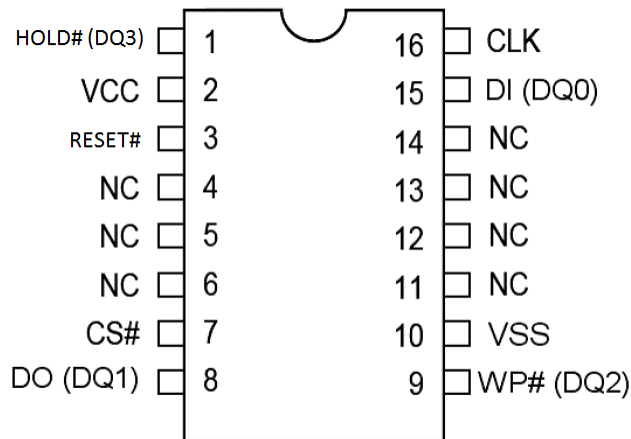 HOLD# (DQ3) 1 16 CLK
VCC 2 15 DI (DQ0)
RESET# 3 14 NC
NC 4 13 NC
NC 5 12 NC
NC 6 11 NC
CS# 7 10 VSS
DO (DQ1) 8 9 WP# (DQ2)